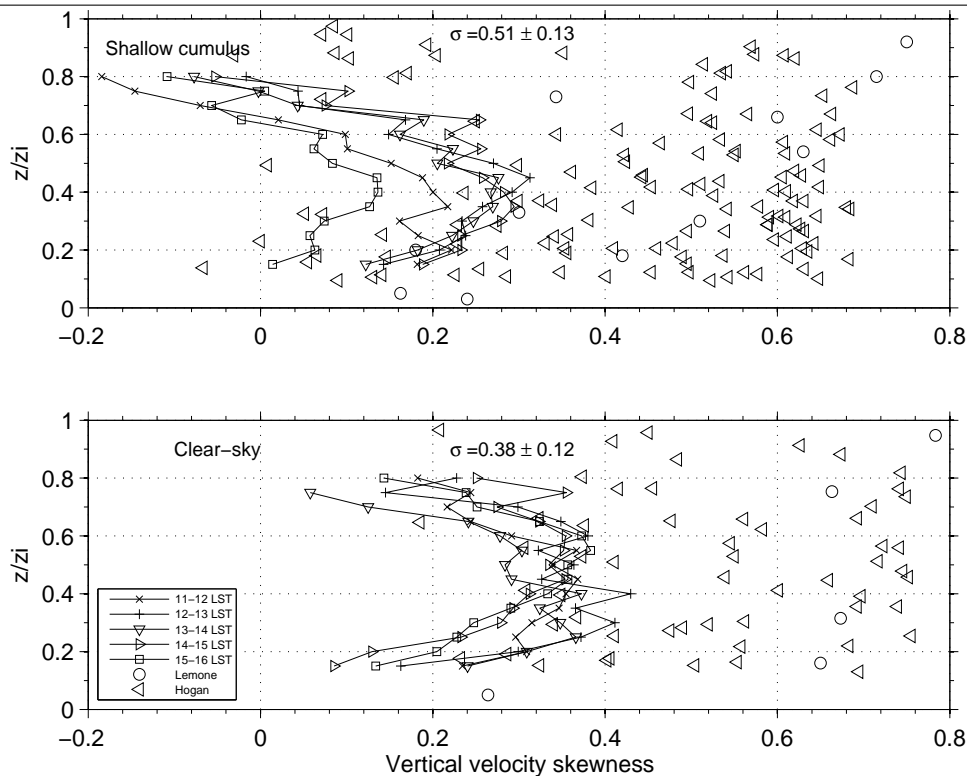 1
0.8
0.6
0.4
0.2
0
z/zi
Shallow cumulus
σ =0.51 ± 0.13
−0.2
0
0.2
0.4
0.6
0.8
1
0.8
0.6
0.4
0.2
0
z/zi
Clear−sky
σ =0.38 ± 0.12
11−12 LST
12−13 LST
13−14 LST
14−15 LST
15−16 LST
Lemone
Hogan
−0.2
0
0.2
0.4
0.6
0.8
Vertical velocity skewness